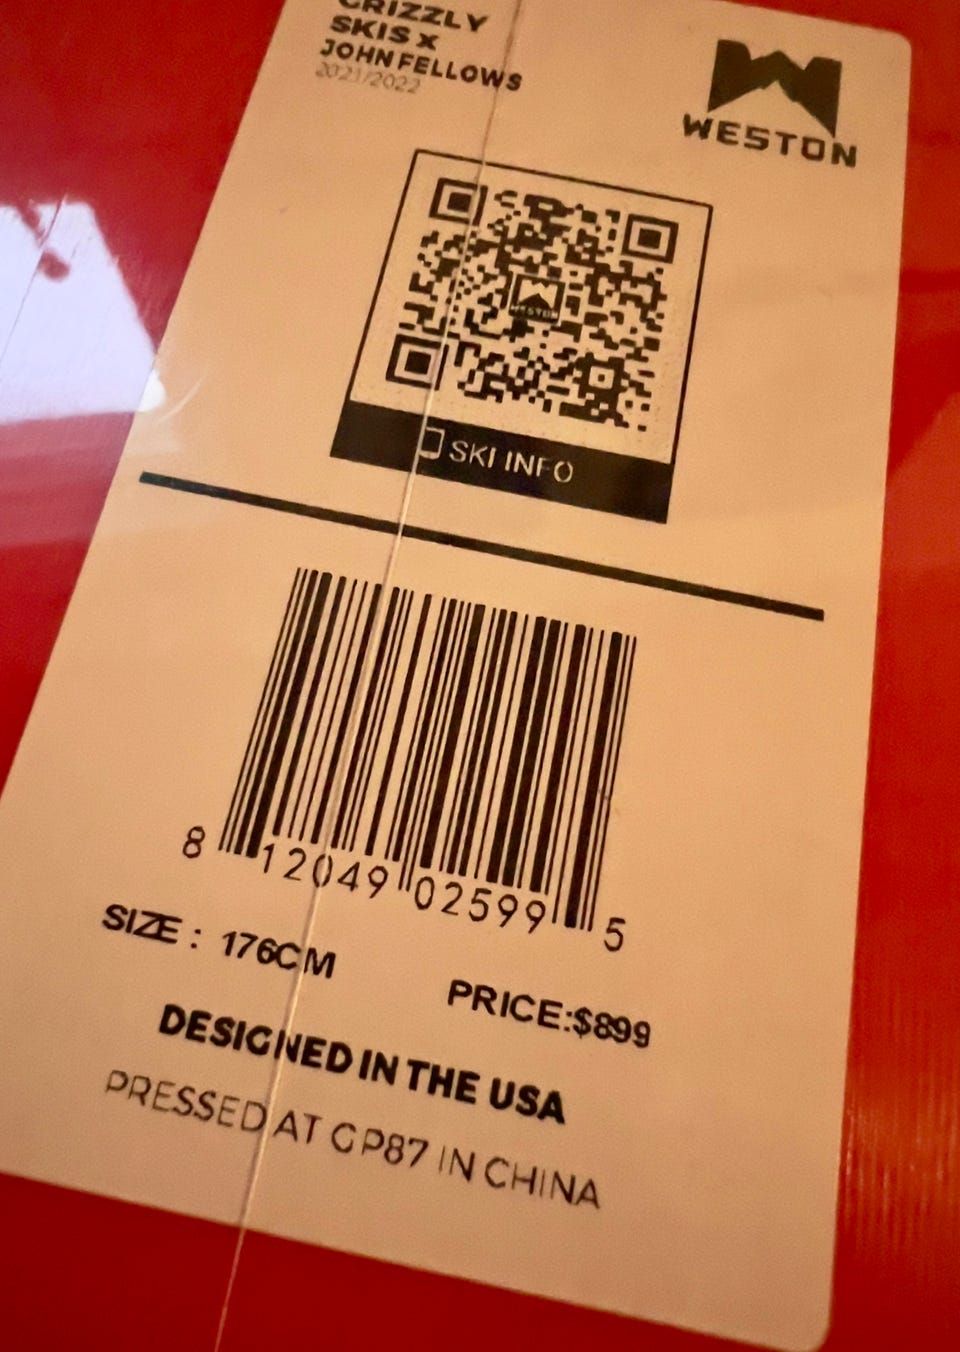 GRIZZLY
SKIS X
JOHN FELLOWS
2021/2022
WESTON
WESTON
SKI INFO
8 12049 02599 5
SIZE : 176CM
PRICE:$899
DESIGNED IN THE USA
PRESSED AT GP87 IN CHINA